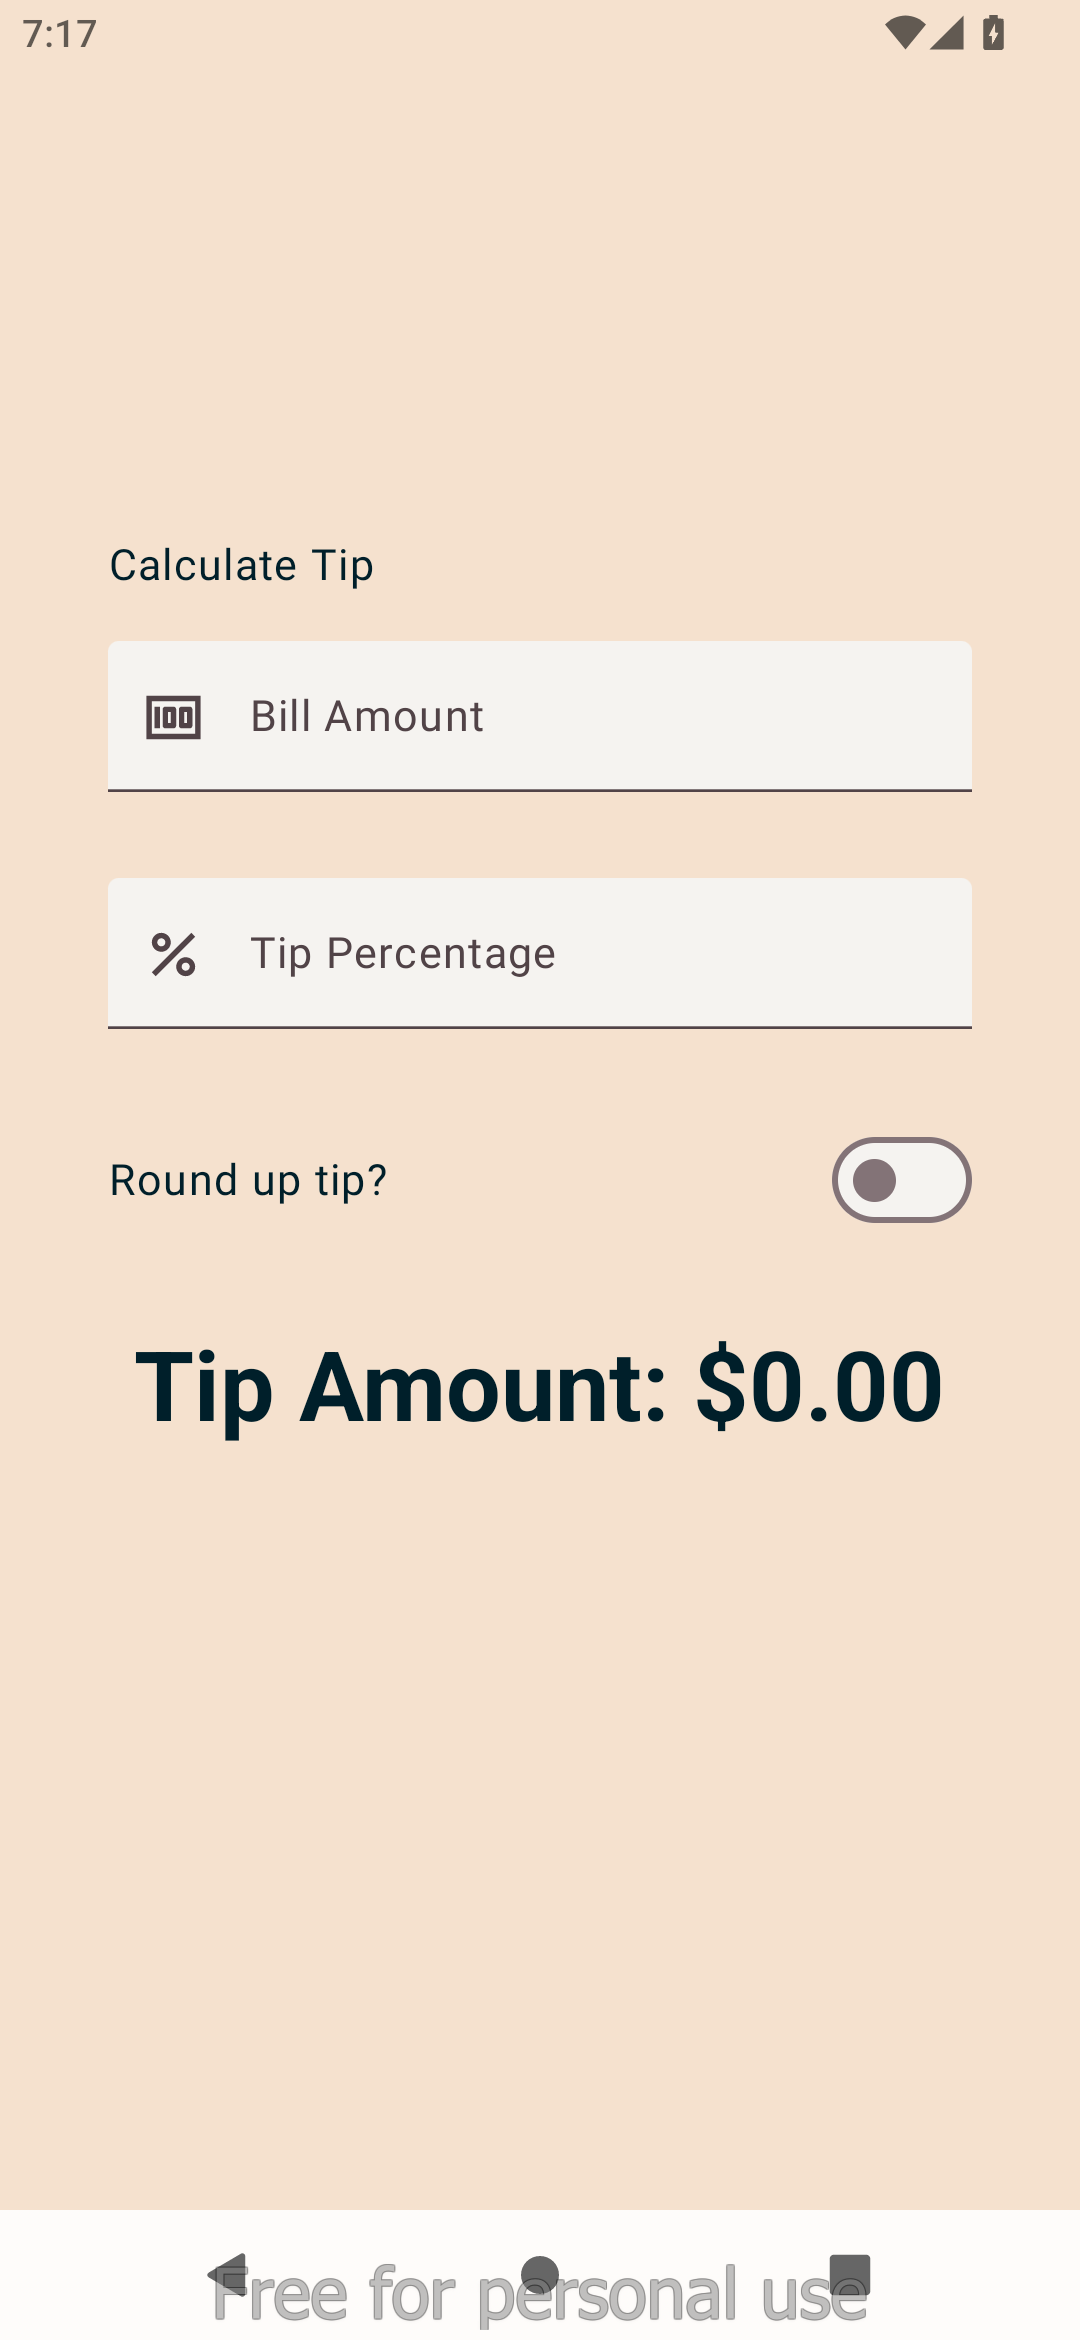 7:17
Calculate Tip
Bill Amount
Tip Percentage
Round up tip?
Tip Amount: $0.00
Free for personal use